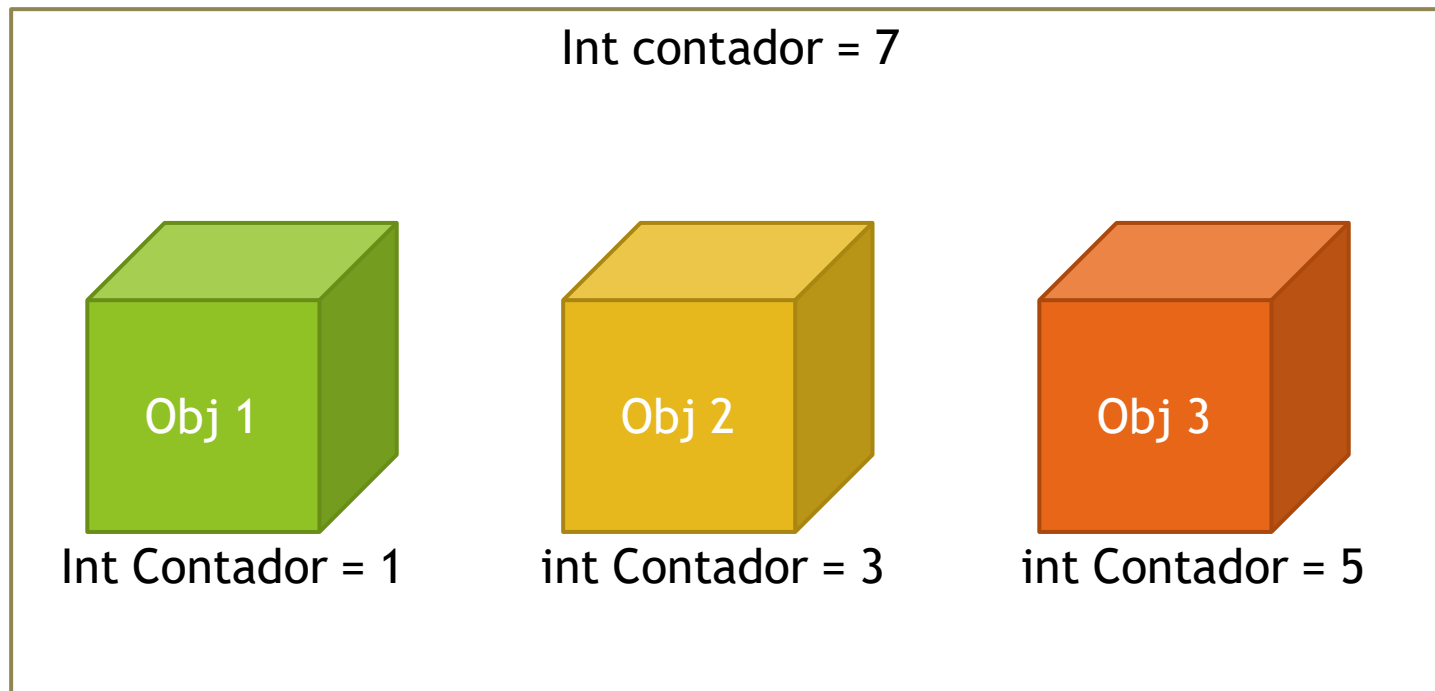 Int contador = 7
Obj 1
Obj 2
Obj 3
Int Contador = 1
int Contador = 3
int Contador = 5